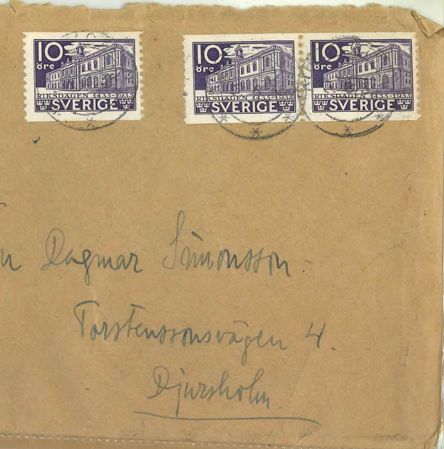 10 öre
RIKSDAGEN 1435-1935
SVERIGE
10 öre
RIKSDAGEN 1435-1935
SVERIGE
10 öre
RIKSDAGEN 1435-1935
SVERIGE
Dagmar Simonsson.
Torstenssonsvägen 4.
Djursholm.